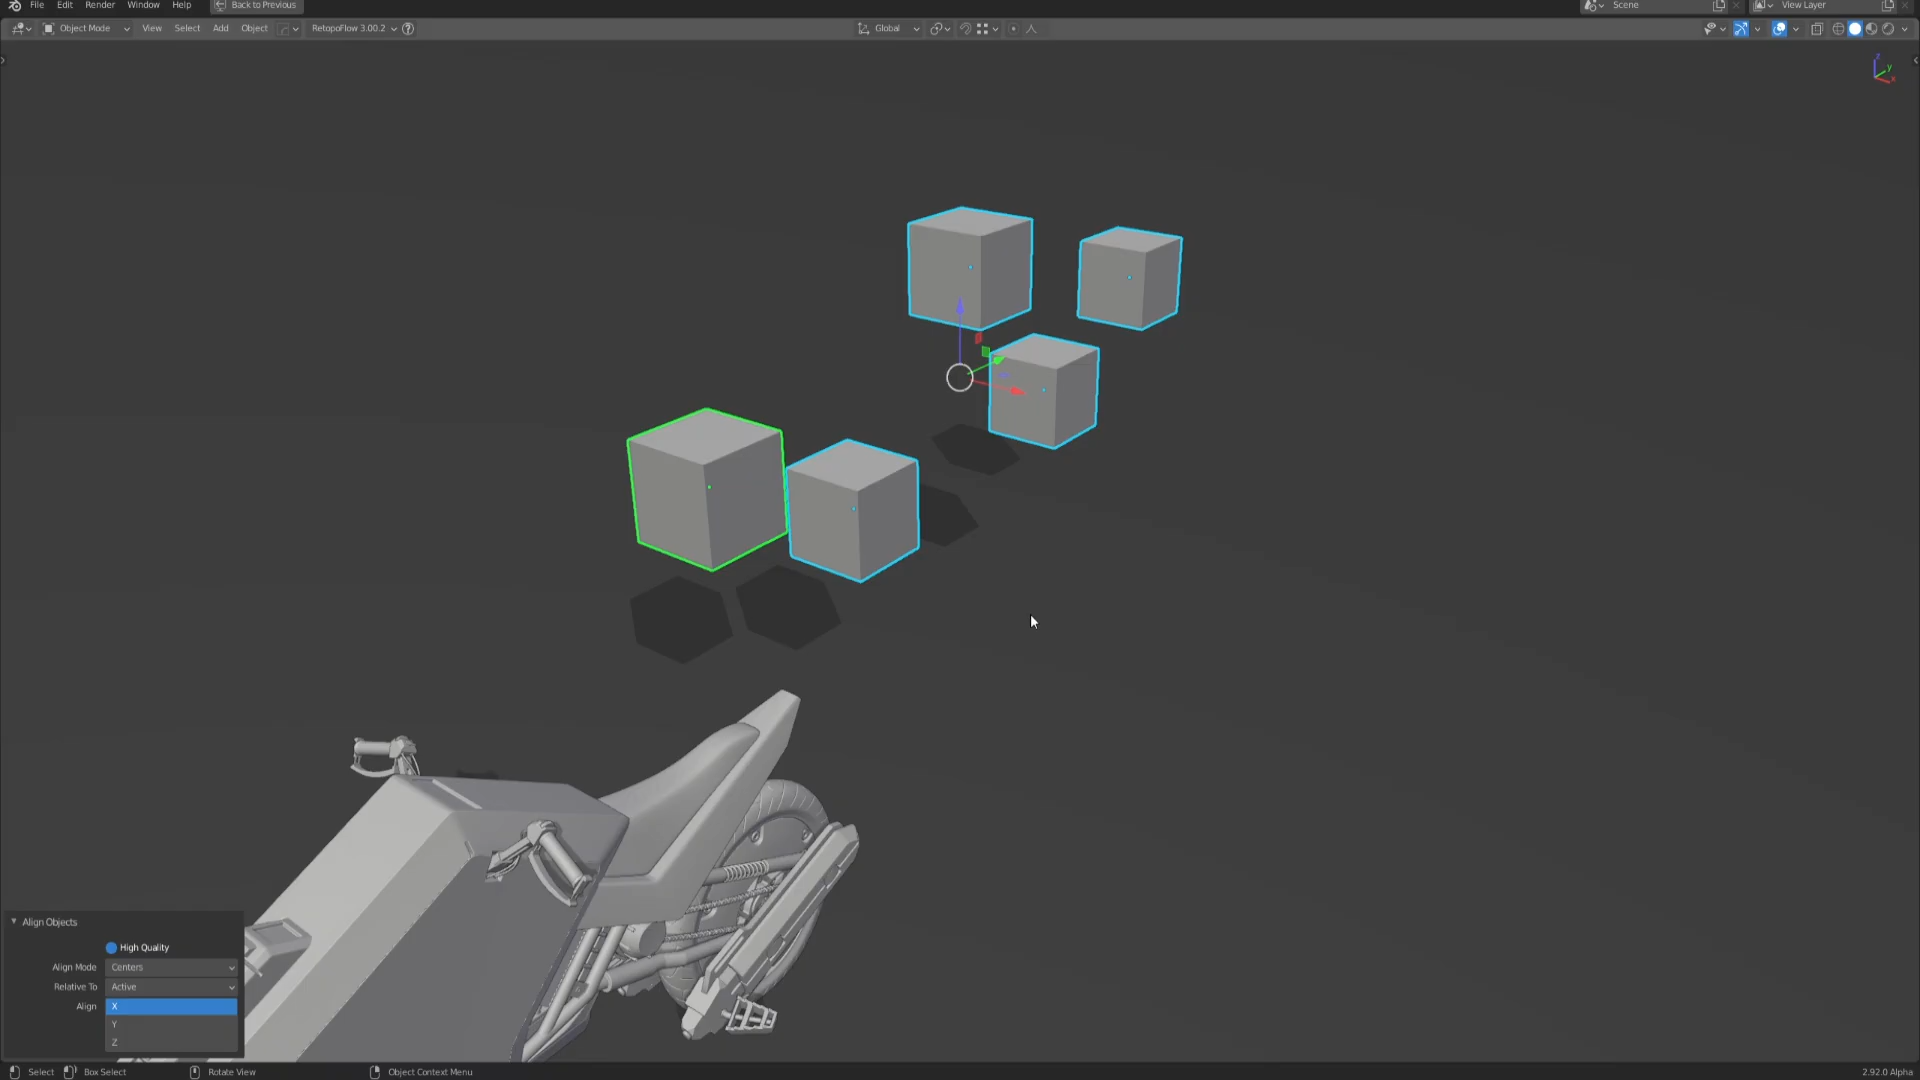 File Edit Render Window Help Back to Previous Scene View Layer
Object Mode View Select Add Object RetopoFlow 3.00.2 Global
Z
Y
X
Align Objects
High Quality
Align Mode Centers
Relative To Active
Align X
Y
Z
Select Box Select Rotate View Object Context Menu 2.92.0 Alpha